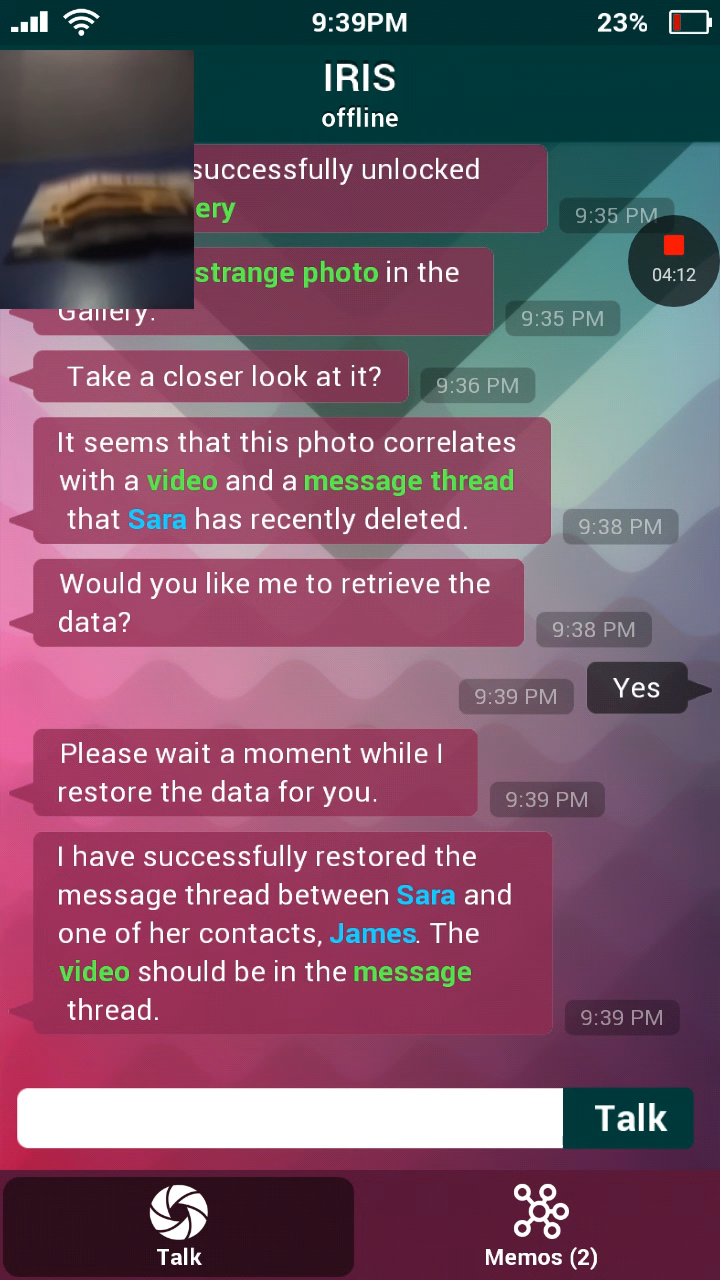 9:39PM
23%
IRIS
offline
successfully unlocked
ery
9:35 PM
04:12
strange photo in the
Gallery.
9:35 PM
Take a closer look at it?
9:36 PM
It seems that this photo correlates
with a video and a message thread
that Sara has recently deleted.
9:38 PM
Would you like me to retrieve the
data?
9:38 PM
Yes
9:39 PM
Please wait a moment while I
restore the data for you.
9:39 PM
I have successfully restored the
message thread between Sara and
one of her contacts, James. The
video should be in the message
thread.
9:39 PM
Talk
Talk
Memos (2)